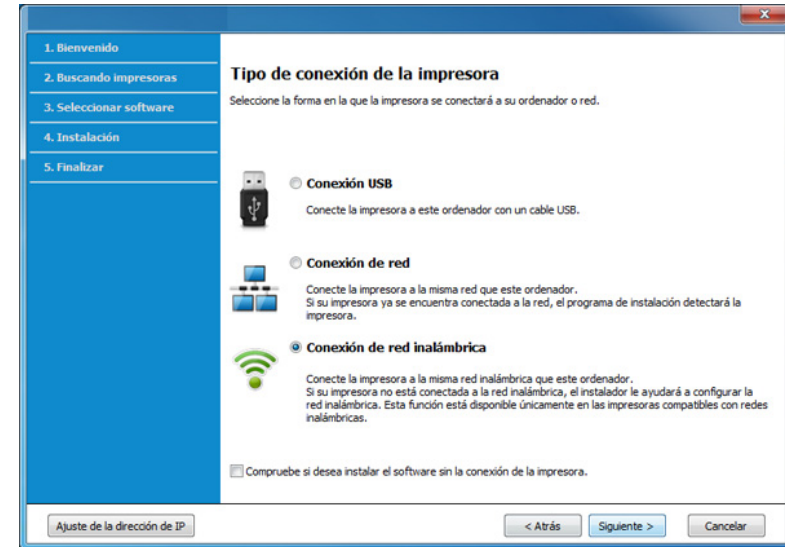 1. Bienvenido
2. Buscando impresoras
3. Seleccionar software
4. Instalación
5. Finalizar
Tipo de conexión de la impresora
Seleccione la forma en la que la impresora se conectará a su ordenador o red.
Conexión USB
Conecte la impresora a este ordenador con un cable USB.
Conexión de red
Conecte la impresora a la misma red que este ordenador.
Si su impresora ya se encuentra conectada a la red, el programa de instalación detectará la
impresora.
Conexión de red inalámbrica
Conecte la impresora a la misma red inalámbrica que este ordenador.
Si su impresora no está conectada a la red inalámbrica, el instalador le ayudará a configurar la
red inalámbrica. Esta función está disponible únicamente en las impresoras compatibles con redes
inalámbricas.
Compruebe si desea instalar el software sin la conexión de la impresora.
Ajuste de la dirección de IP
< Atrás
Siguiente >
Cancelar